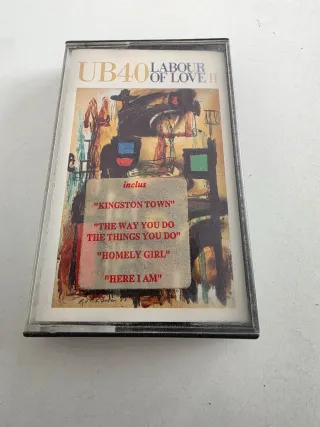 UB40 LABOUR
OF LOVE II
inclus
"KINGSTON TOWN"
"THE WAY YOU DO
THE THINGS YOU DO"
"HOMELY GIRL"
"HERE I AM"